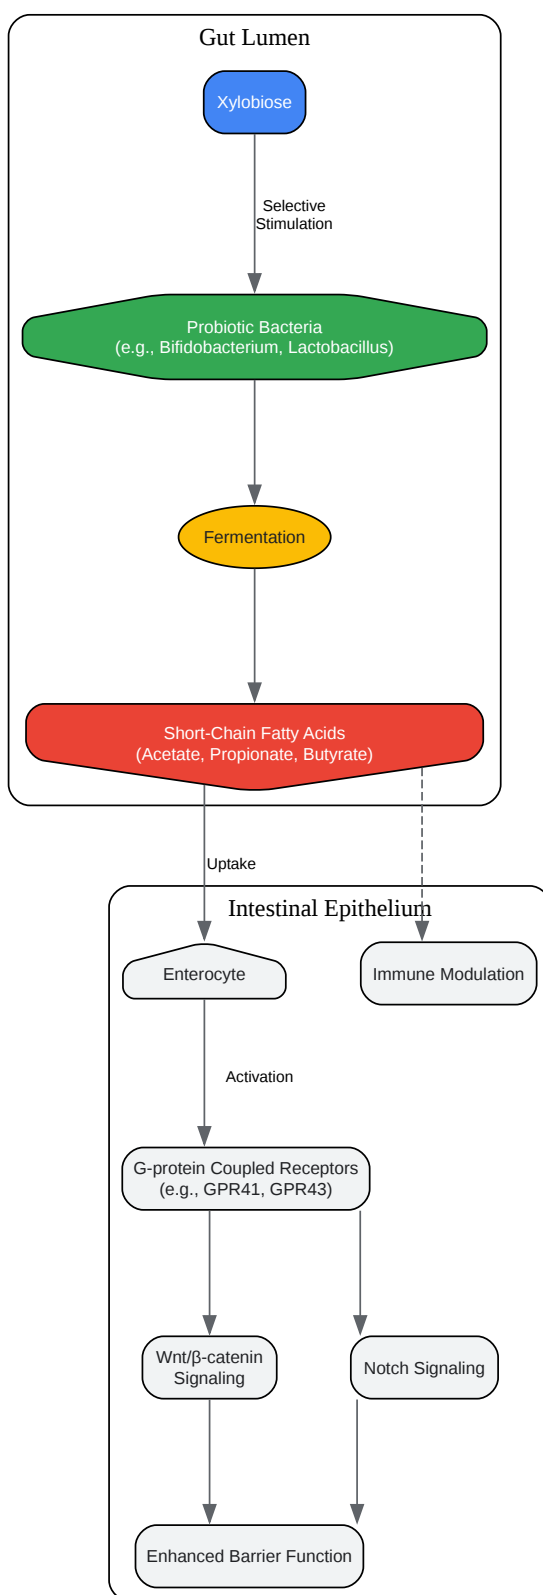 Gut Lumen
Xylobiose
Selective
Stimulation
Probiotic Bacteria
(e.g., Bifidobacterium, Lactobacillus)
Fermentation
Short-Chain Fatty Acids
(Acetate, Propionate, Butyrate)
Uptake
Intestinal Epithelium
Enterocyte
Immune Modulation
Activation
G-protein Coupled Receptors
(e.g., GPR41, GPR43)
Wnt/β-catenin
Signaling
Notch Signaling
Enhanced Barrier Function